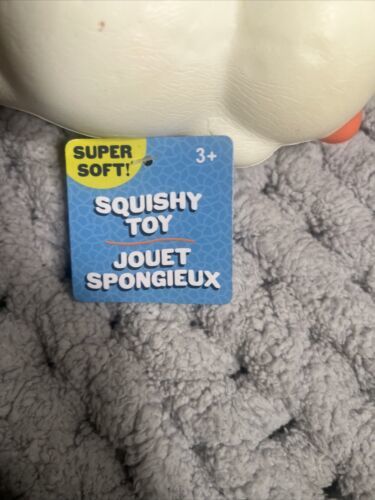 SUPER
SOFT!
3+
SQUISHY
TOY
JOUET
SPONGIEUX